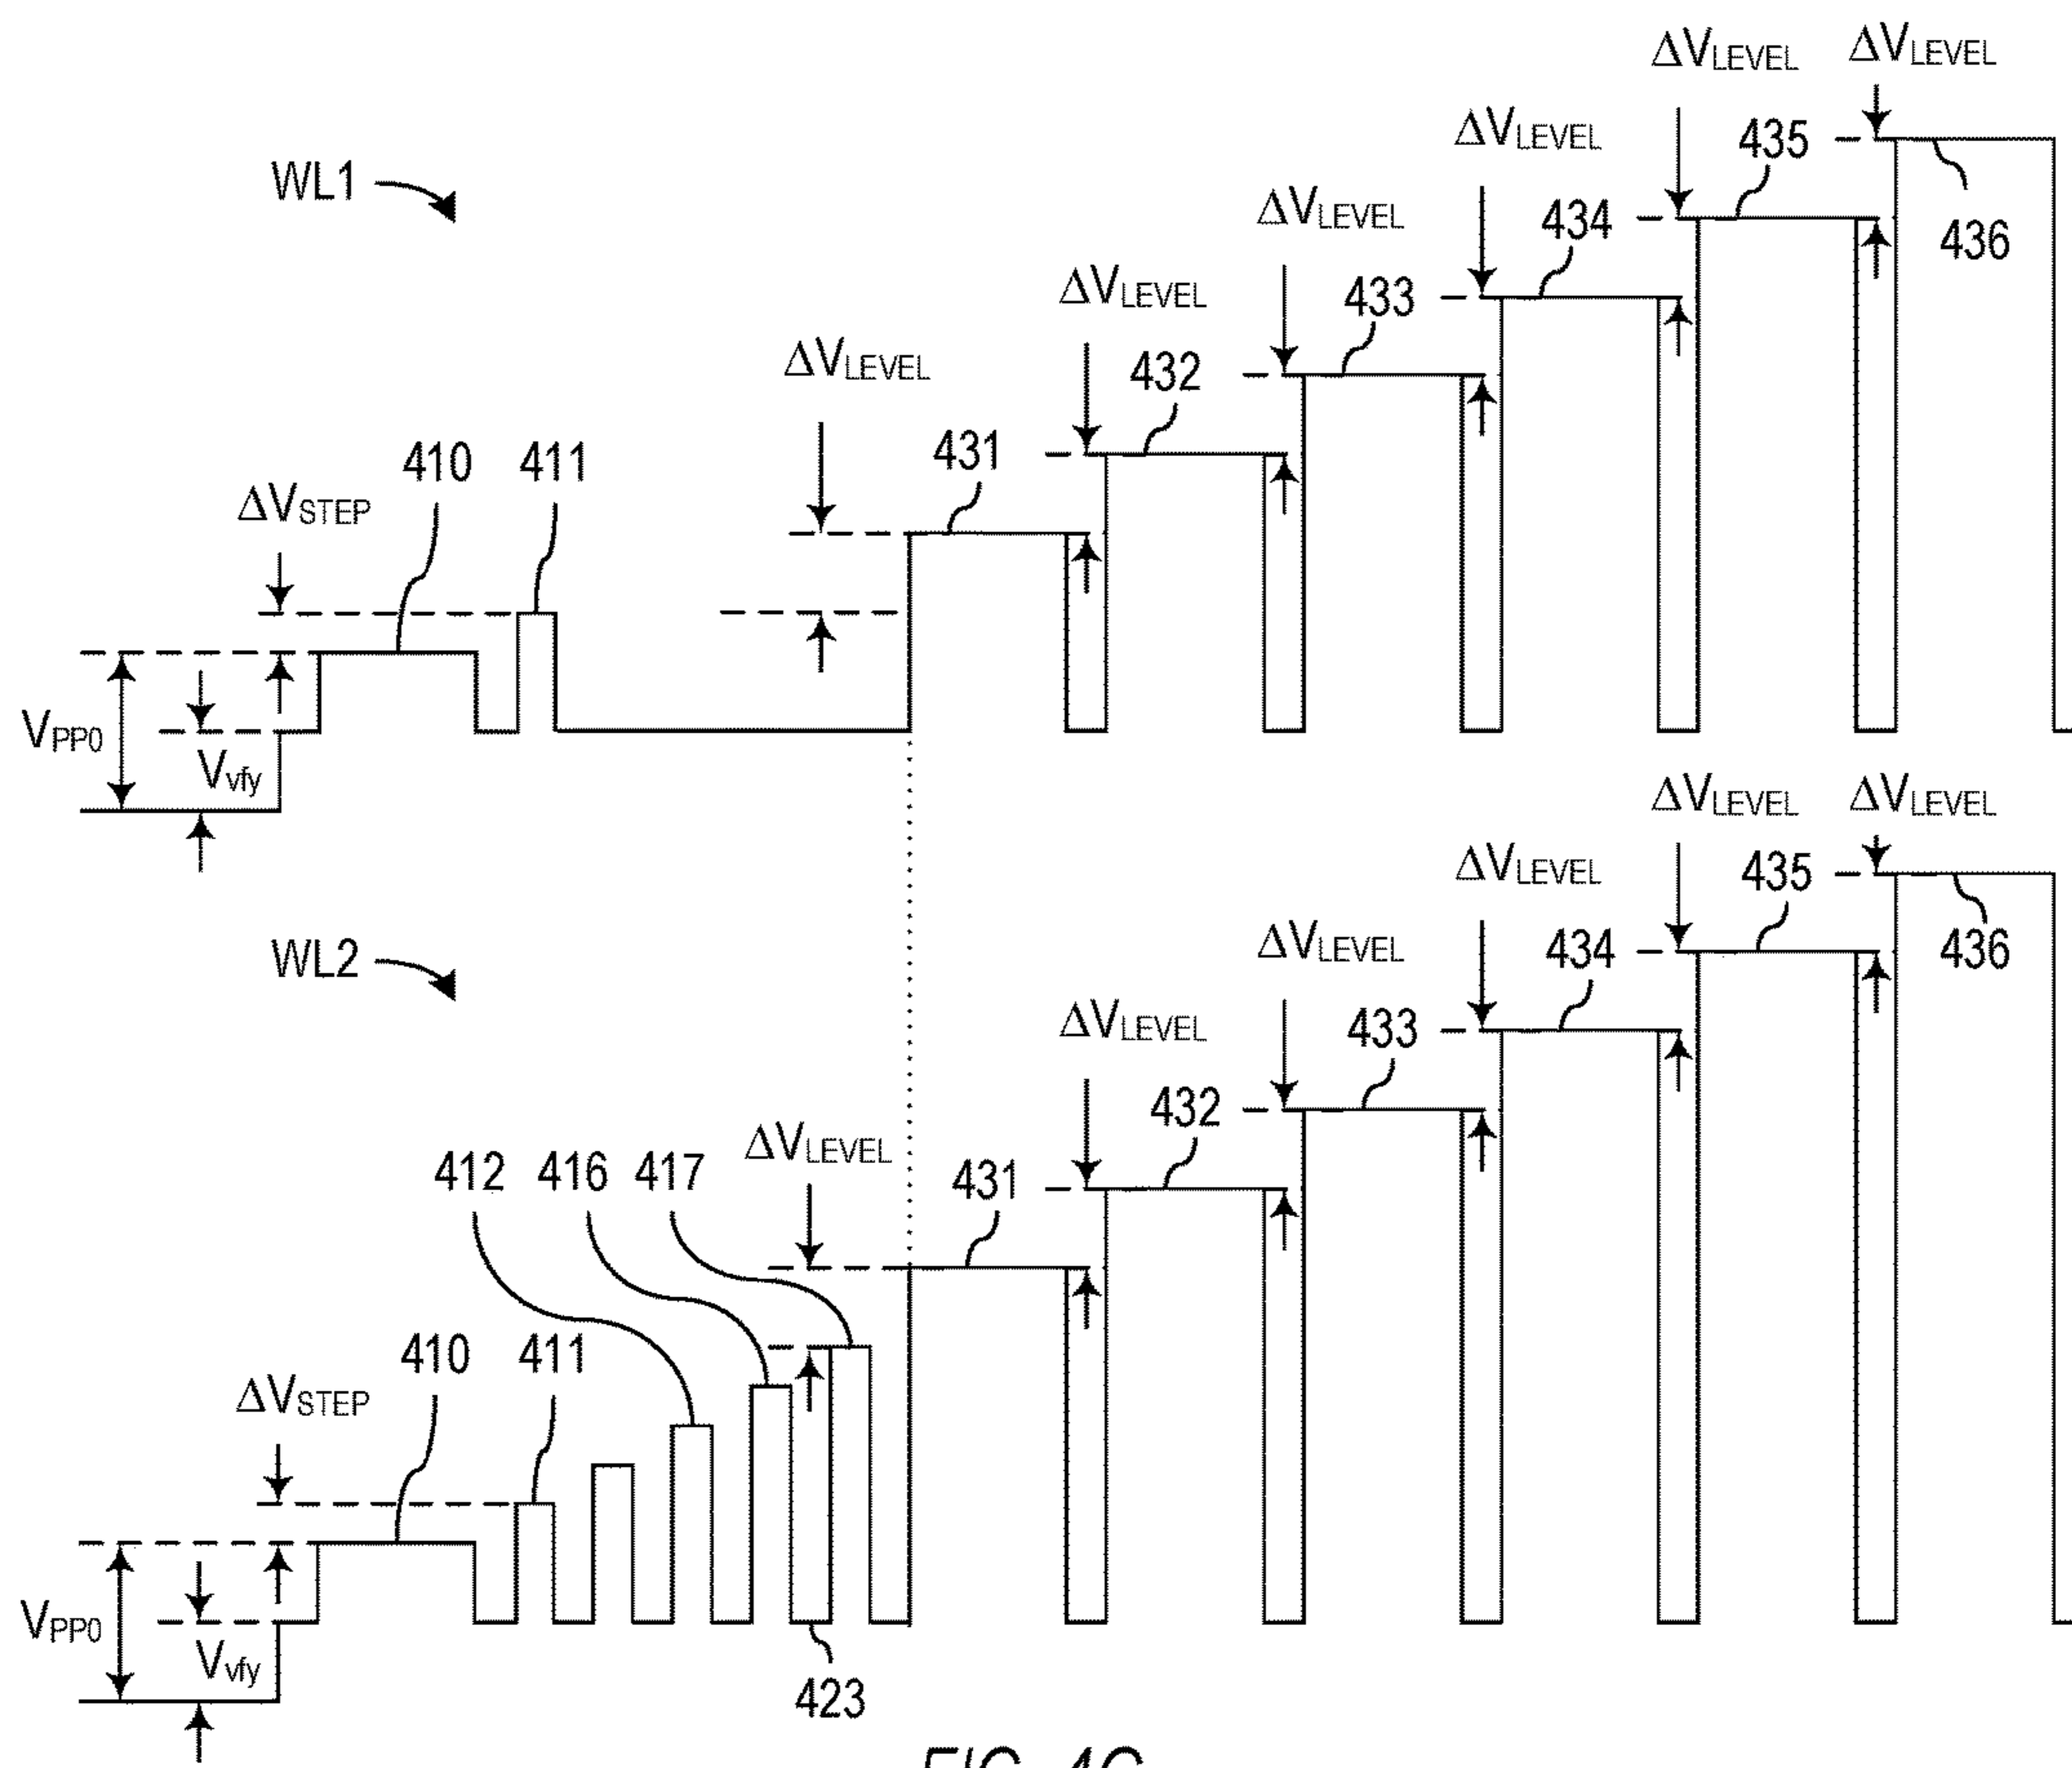 ΔVLEVEL ΔVLEVEL
ΔVLEVEL 435
WL1
ΔVLEVEL 434 436
ΔVLEVEL 433
ΔVLEVEL 432
410 411 431
ΔVSTEP
VPP0
Vvfy
ΔVLEVEL ΔVLEVEL
ΔVLEVEL 435
WL2
ΔVLEVEL 434 436
ΔVLEVEL 433
412 416 417 ΔVLEVEL 431 432
410 411
ΔVSTEP
VPP0
Vvfy
423